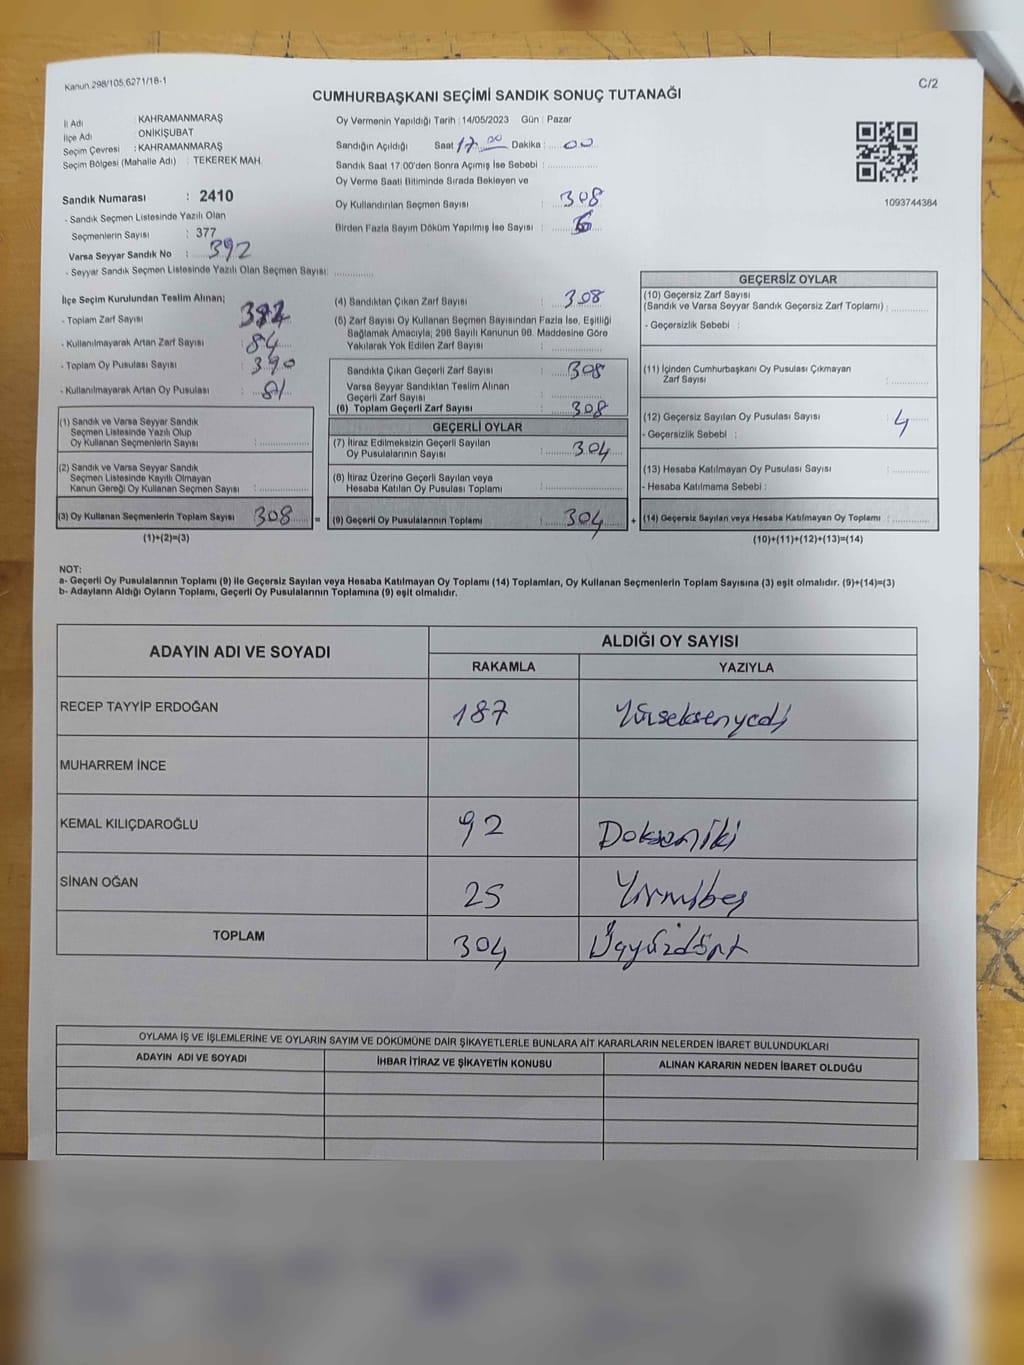 Kanun.298/105,6271/18-1
C/2
CUMHURBAŞKANI SEÇİMİ SANDIK SONUÇ TUTANAĞI
İl Adı : KAHRAMANMARAŞ
İlçe Adı : ONİKİŞUBAT
Seçim Çevresi : KAHRAMANMARAŞ
Seçim Bölgesi (Mahalle Adı) : TEKEREK MAH.
Sandık Numarası : 2410
- Sandık Seçmen Listesinde Yazılı Olan
Seçmenlerin Sayısı : 377
Varsa Seyyar Sandık No : 392
- Seyyar Sandık Seçmen Listesinde Yazılı Olan Seçmen Sayısı: ............
Oy Vermenin Yapıldığı Tarih : 14/05/2023 Gün : Pazar
Sandığın Açıldığı Saat 17 00 Dakika : 00
Sandık Saat 17:00'den Sonra Açımış İse Sebebi : ................
Oy Verme Saati Bitiminde Sırada Bekleyen ve
Oy Kullandırılan Seçmen Sayısı : 308
Birden Fazla Sayım Döküm Yapılmış İse Sayısı :
1093744384
İlçe Seçim Kurulundan Teslim Alınan;
- Toplam Zarf Sayısı :
- Kullanılmayarak Artan Zarf Sayısı : 84
- Toplam Oy Pusulası Sayısı : 390
- Kullanılmayarak Artan Oy Pusulası : 81
(1) Sandık ve Varsa Seyyar Sandık
Seçmen Listesinde Yazılı Olup
Oy Kullanan Seçmenlerin Sayısı : ................
(2) Sandık ve Varsa Seyyar Sandık
Seçmen Listesinde Kayıtlı Olmayan
Kanun Gereği Oy Kullanan Seçmen Sayısı : ................
(3) Oy Kullanan Seçmenlerin Toplam Sayısı 308 =
(1)+(2)=(3)
(4) Sandıktan Çıkan Zarf Sayısı : 308
(5) Zarf Sayısı Oy Kullanan Seçmen Sayısından Fazla İse, Eşitliği
Sağlamak Amacıyla; 298 Sayılı Kanunun 98. Maddesine Göre
Yakılarak Yok Edilen Zarf Sayısı : ................
Sandıkta Çıkan Geçerli Zarf Sayısı : 308
Varsa Seyyar Sandıktan Teslim Alınan
Geçerli Zarf Sayısı : ................
(6) Toplam Geçerli Zarf Sayısı : 308
GEÇERLİ OYLAR
(7) İtiraz Edilmeksizin Geçerli Sayılan
Oy Pusulalarının Sayısı : 304
(8) İtiraz Üzerine Geçerli Sayılan veya
Hesaba Katılan Oy Pusulası Toplamı : ................
(9) Geçerli Oy Pusulalarının Toplamı : 304 +
GEÇERSİZ OYLAR
(10) Geçersiz Zarf Sayısı
(Sandık ve Varsa Seyyar Sandık Geçersiz Zarf Toplamı) : ............
- Geçersizlik Sebebi :
(11) İçinden Cumhurbaşkanı Oy Pusulası Çıkmayan
Zarf Sayısı : ............
(12) Geçersiz Sayılan Oy Pusulası Sayısı : 4
- Geçersizlik Sebebi :
(13) Hesaba Katılmayan Oy Pusulası Sayısı : ............
- Hesaba Katılmama Sebebi :
(14) Geçersiz Sayılan veya Hesaba Katılmayan Oy Toplamı : ............
(10)+(11)+(12)+(13)=(14)
NOT:
a- Geçerli Oy Pusulalarının Toplamı (9) ile Geçersiz Sayılan veya Hesaba Katılmayan Oy Toplamı (14) Toplamları, Oy Kullanan Seçmenlerin Toplam Sayısına (3) eşit olmalıdır. (9)+(14)=(3)
b- Adayların Aldığı Oyların Toplamı, Geçerli Oy Pusulalarının Toplamına (9) eşit olmalıdır.
ADAYIN ADI VE SOYADI
ALDIĞI OY SAYISI
RAKAMLA YAZIYLA
RECEP TAYYİP ERDOĞAN 187 Yüzseksenyedi
MUHARREM İNCE
KEMAL KILIÇDAROĞLU 92 Doksaniki
SİNAN OĞAN 25 Yirmibeş
TOPLAM 304 Üçyüzdört
OYLAMA İŞ VE İŞLEMLERİNE VE OYLARIN SAYIM VE DÖKÜMÜNE DAİR ŞİKAYETLERLE BUNLARA AİT KARARLARIN NELERDEN İBARET BULUNDUKLARI
ADAYIN ADI VE SOYADI İHBAR İTİRAZ VE ŞİKAYETİN KONUSU ALINAN KARARIN NEDEN İBARET OLDUĞU